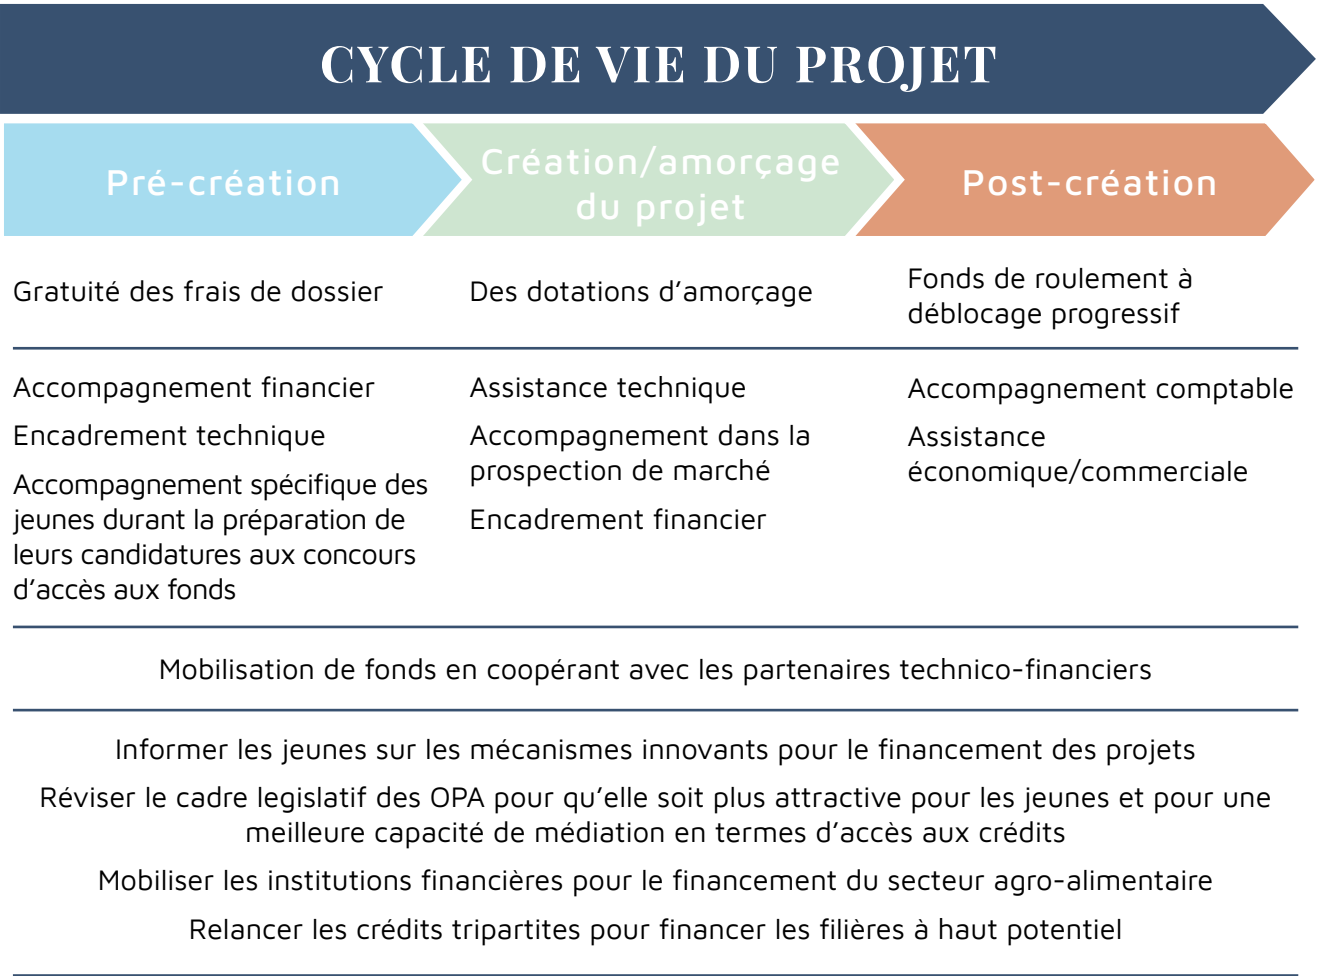 CYCLE DE VIE DU PROJET
Pré-création
Création/amorçage
du projet
Post-création
Gratuité des frais de dossier
Des dotations d’amorçage
Fonds de roulement à
déblocage progressif
Accompagnement financier
Encadrement technique
Accompagnement spécifique des
jeunes durant la préparation de
leurs candidatures aux concours
d’accès aux fonds
Assistance technique
Accompagnement dans la
prospection de marché
Encadrement financier
Accompagnement comptable
Assistance
économique/commerciale
Mobilisation de fonds en coopérant avec les partenaires technico-financiers
Informer les jeunes sur les mécanismes innovants pour le financement des projets
Réviser le cadre legislatif des OPA pour qu’elle soit plus attractive pour les jeunes et pour une
meilleure capacité de médiation en termes d’accès aux crédits
Mobiliser les institutions financières pour le financement du secteur agro-alimentaire
Relancer les crédits tripartites pour financer les filières à haut potentiel